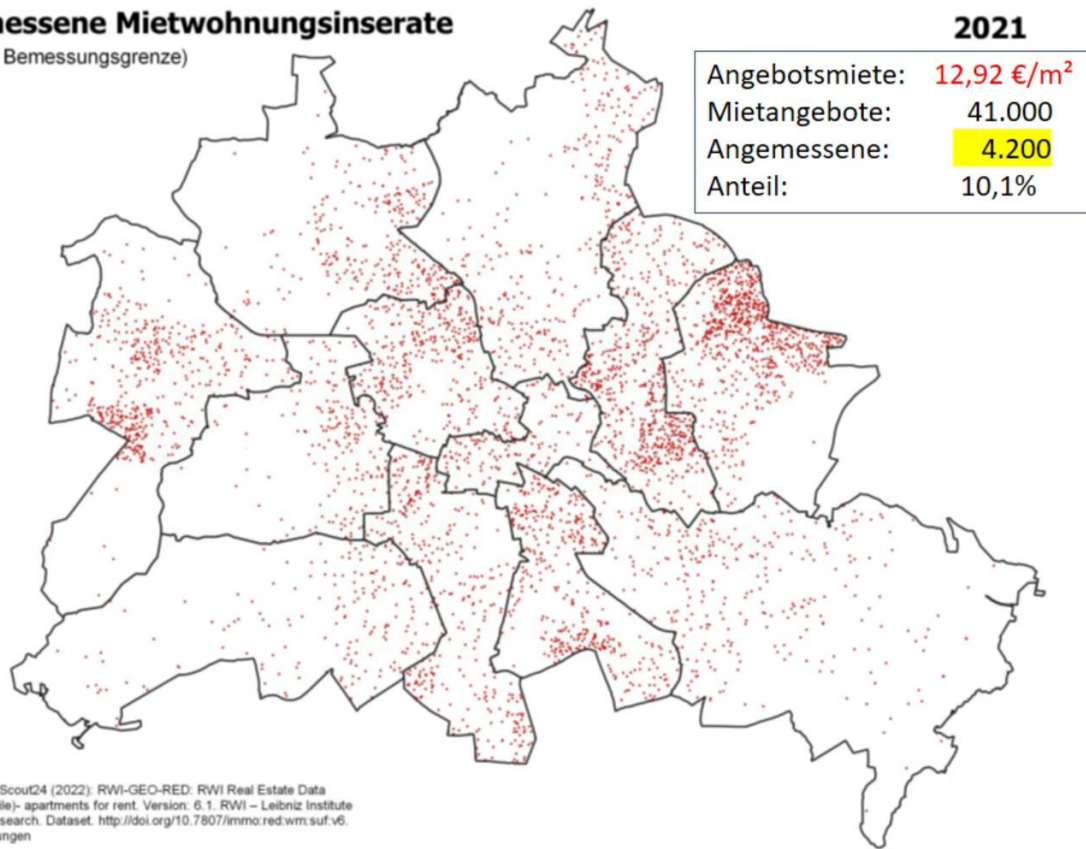 essene Mietwohnungsinserate
2021
Bemessungsgrenze)
Angebotsmiete: 12,92 €/m²
Mietangebote: 41.000
Angemessene: 4.200
Anteil: 10,1%
Scout24 (2022): RWI-GEO-RED: RWI Real Estate Data
ile)- apartments for rent. Version: 6.1. RWI – Leibniz Institute
search. Dataset. http://doi.org/10.7807/immo:red:wm:suf:v6.
ngen